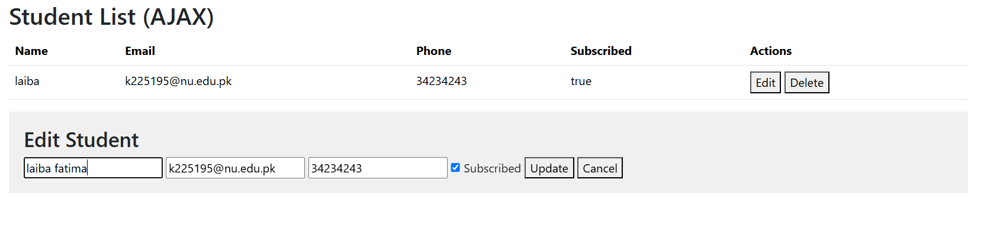 Student List (AJAX)
Name Email Phone Subscribed Actions
laiba k225195@nu.edu.pk 34234243 true Edit Delete
Edit Student
laiba fatima k225195@nu.edu.pk 34234243 Subscribed Update Cancel